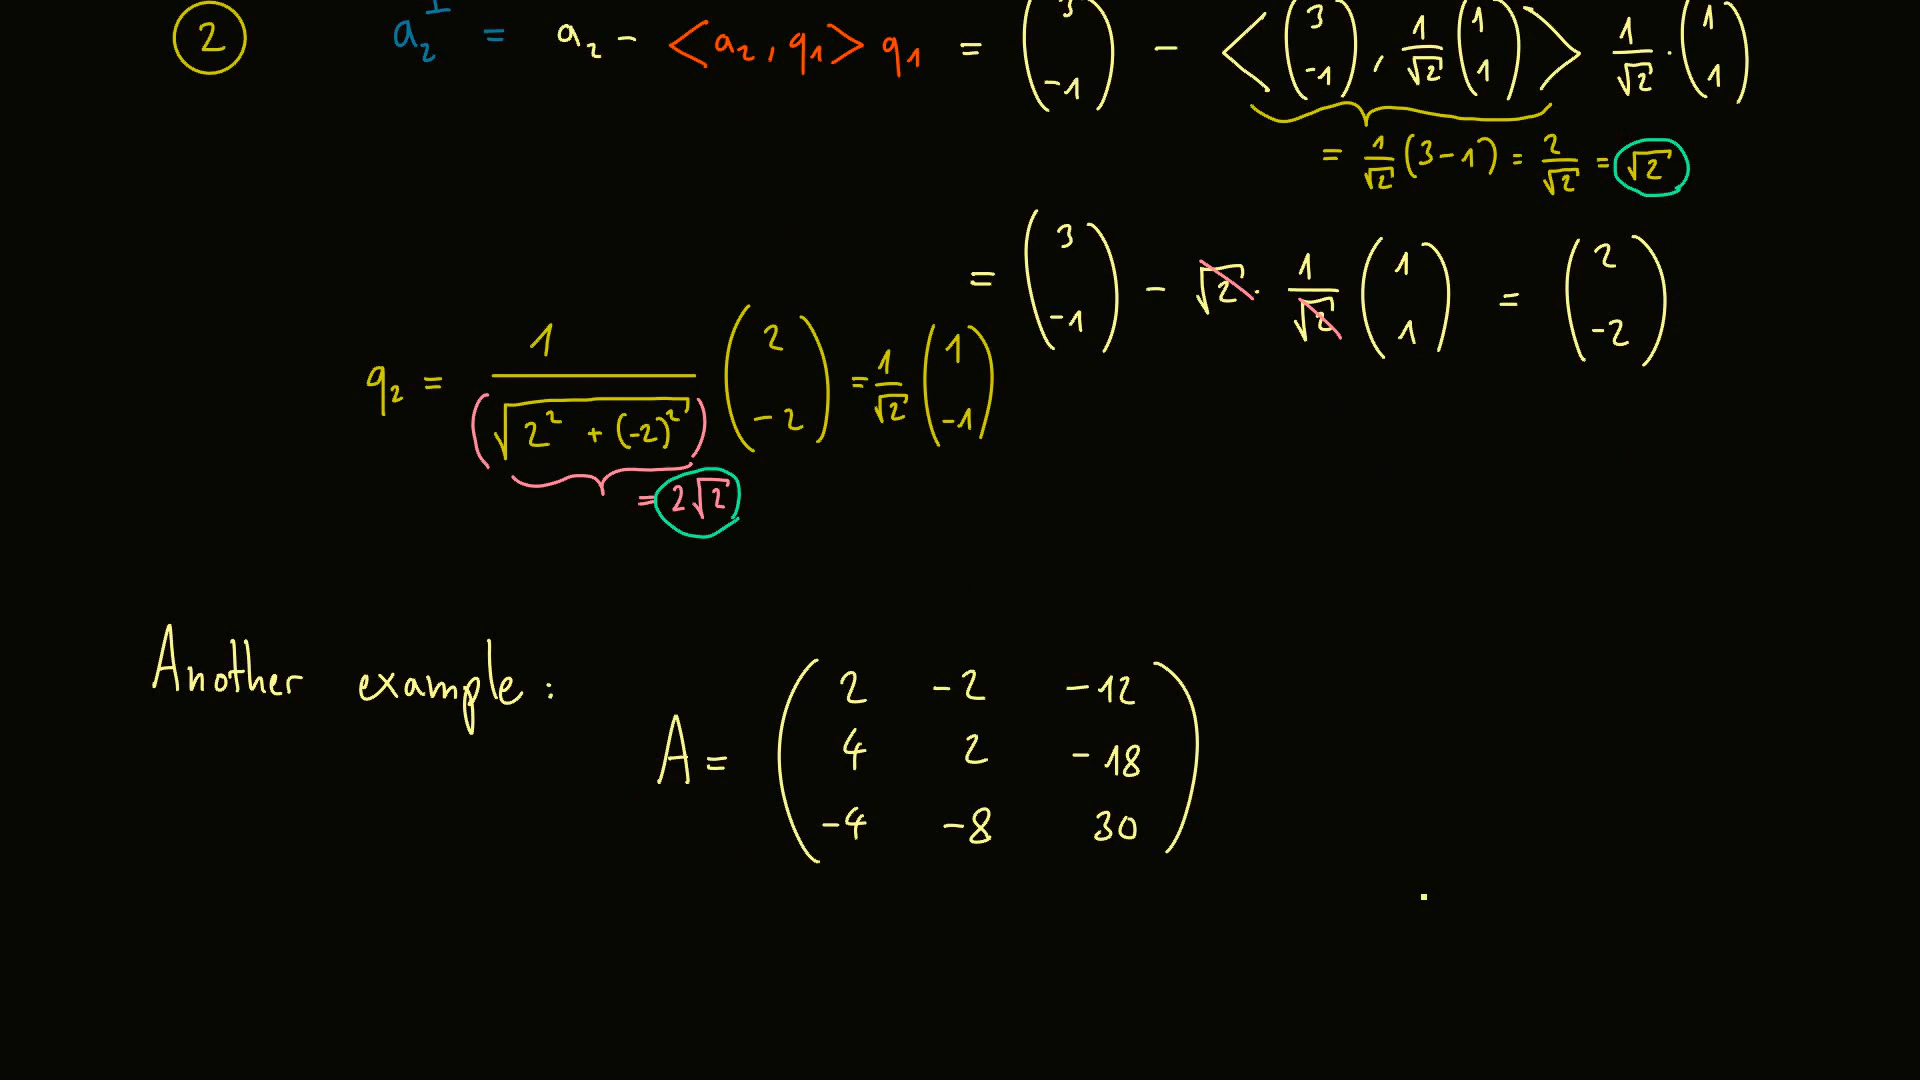 ② a₂^⊥ = a₂ - <a₂, q₁> q₁ = (3 -1) - <(3 -1), 1/√2 (1 1)> 1/√2 · (1 1)
= 1/√2 (3-1) = 2/√2 = √2
= (3 -1) - √2 · 1/√2 (1 1) = (2 -2)
q₂ = 1/(√2² + (-2)²) (2 -2) = 1/√2 (1 -1)
= 2√2
Another example:
A = (2 -2 -12
4 2 -18
-4 -8 30)